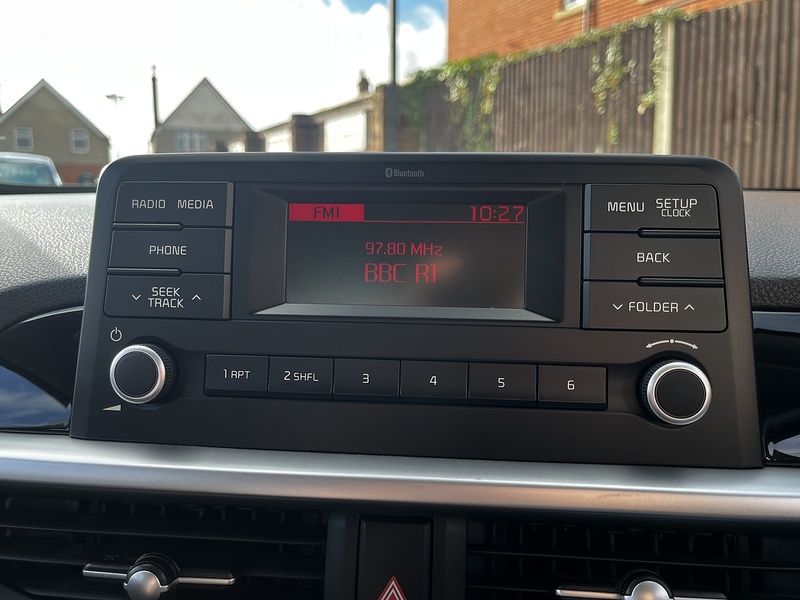 Bluetooth
RADIO MEDIA
PHONE
SEEK
TRACK
FM1 10:27
97.80 MHz
BBC R1
MENU SETUP
CLOCK
BACK
FOLDER
1 RPT 2 SHFL 3 4 5 6